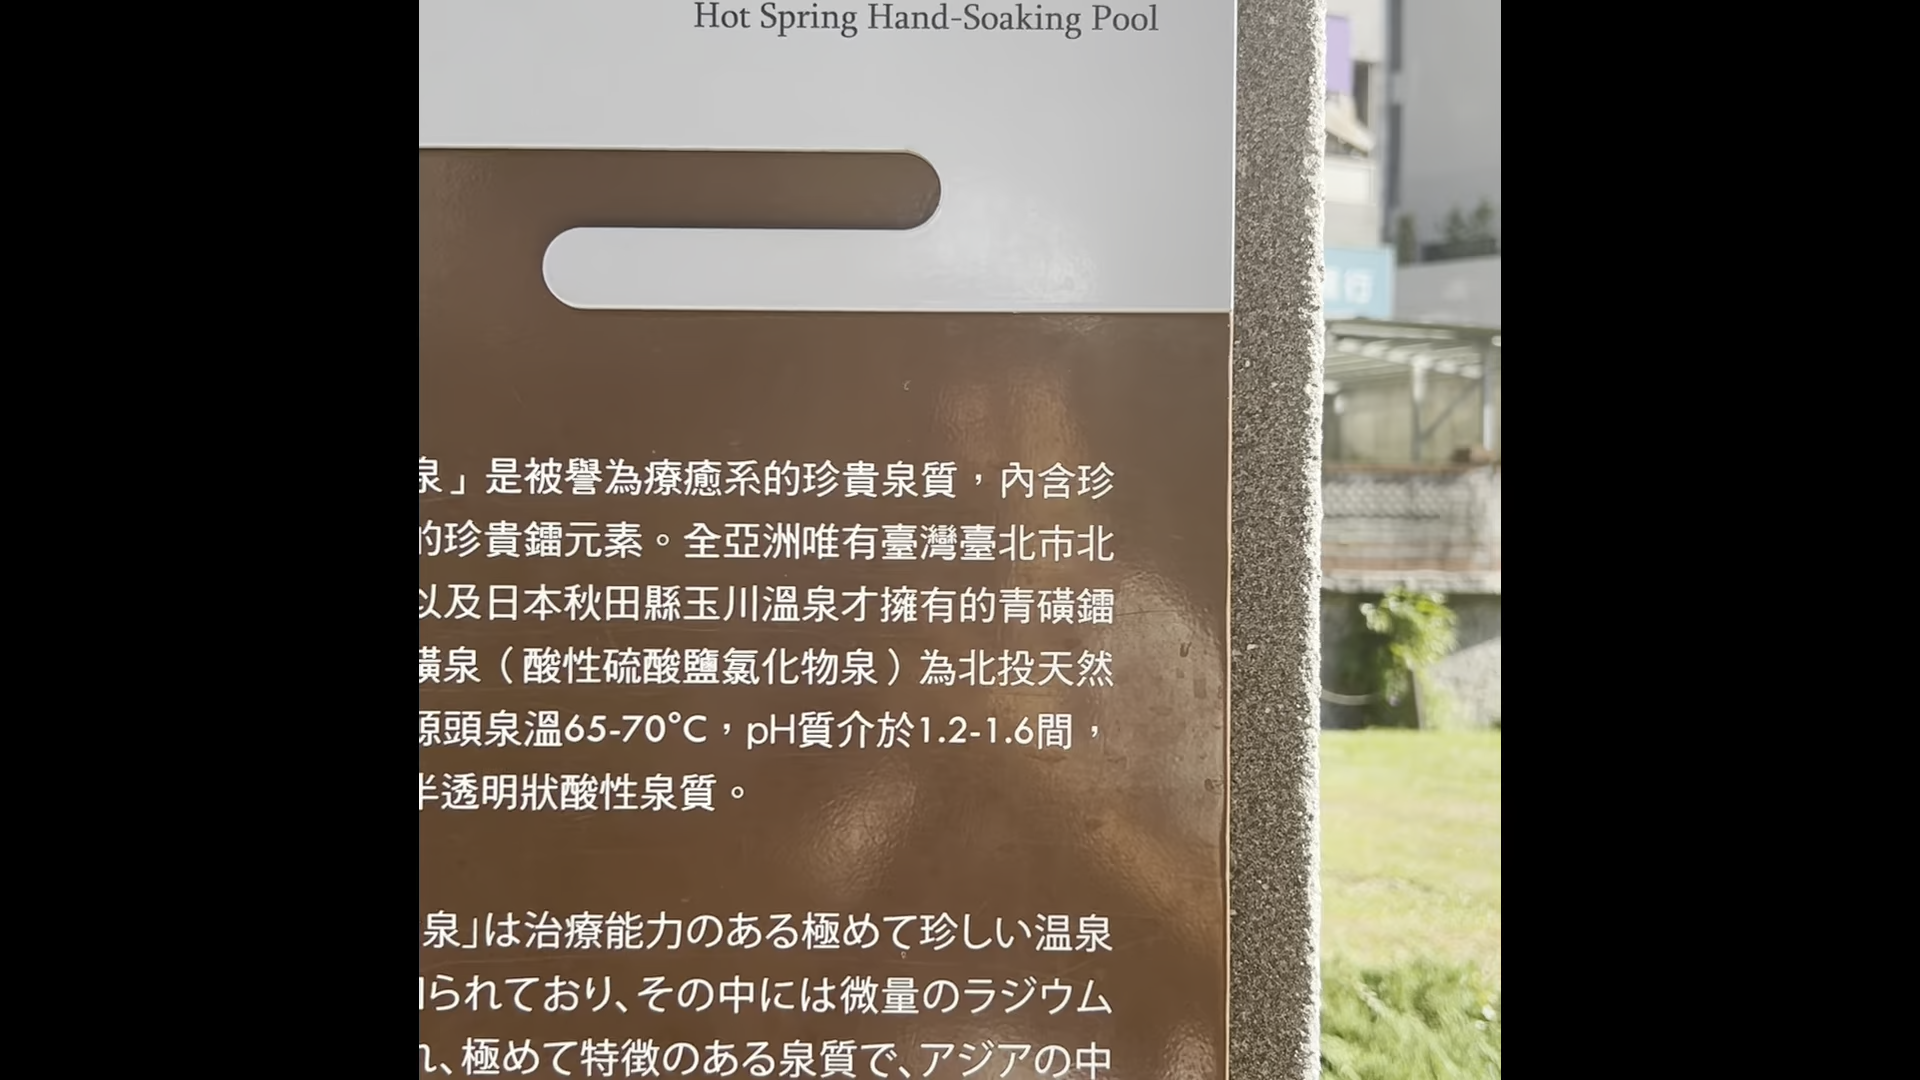 Hot Spring Hand-Soaking Pool
泉」是被譽為療癒系的珍貴泉質，內含珍
的珍貴鐳元素。全亞洲唯有臺灣臺北市北
以及日本秋田縣玉川溫泉才擁有的青磺鐳
磺泉（酸性硫酸鹽氯化物泉）為北投天然
源頭泉溫65-70°C，pH質介於1.2-1.6間，
半透明狀酸性泉質。
泉」は治療能力のある極めて珍しい温泉
られており、その中には微量のラジウム
れ、極めて特徴のある泉質で、アジアの中
行